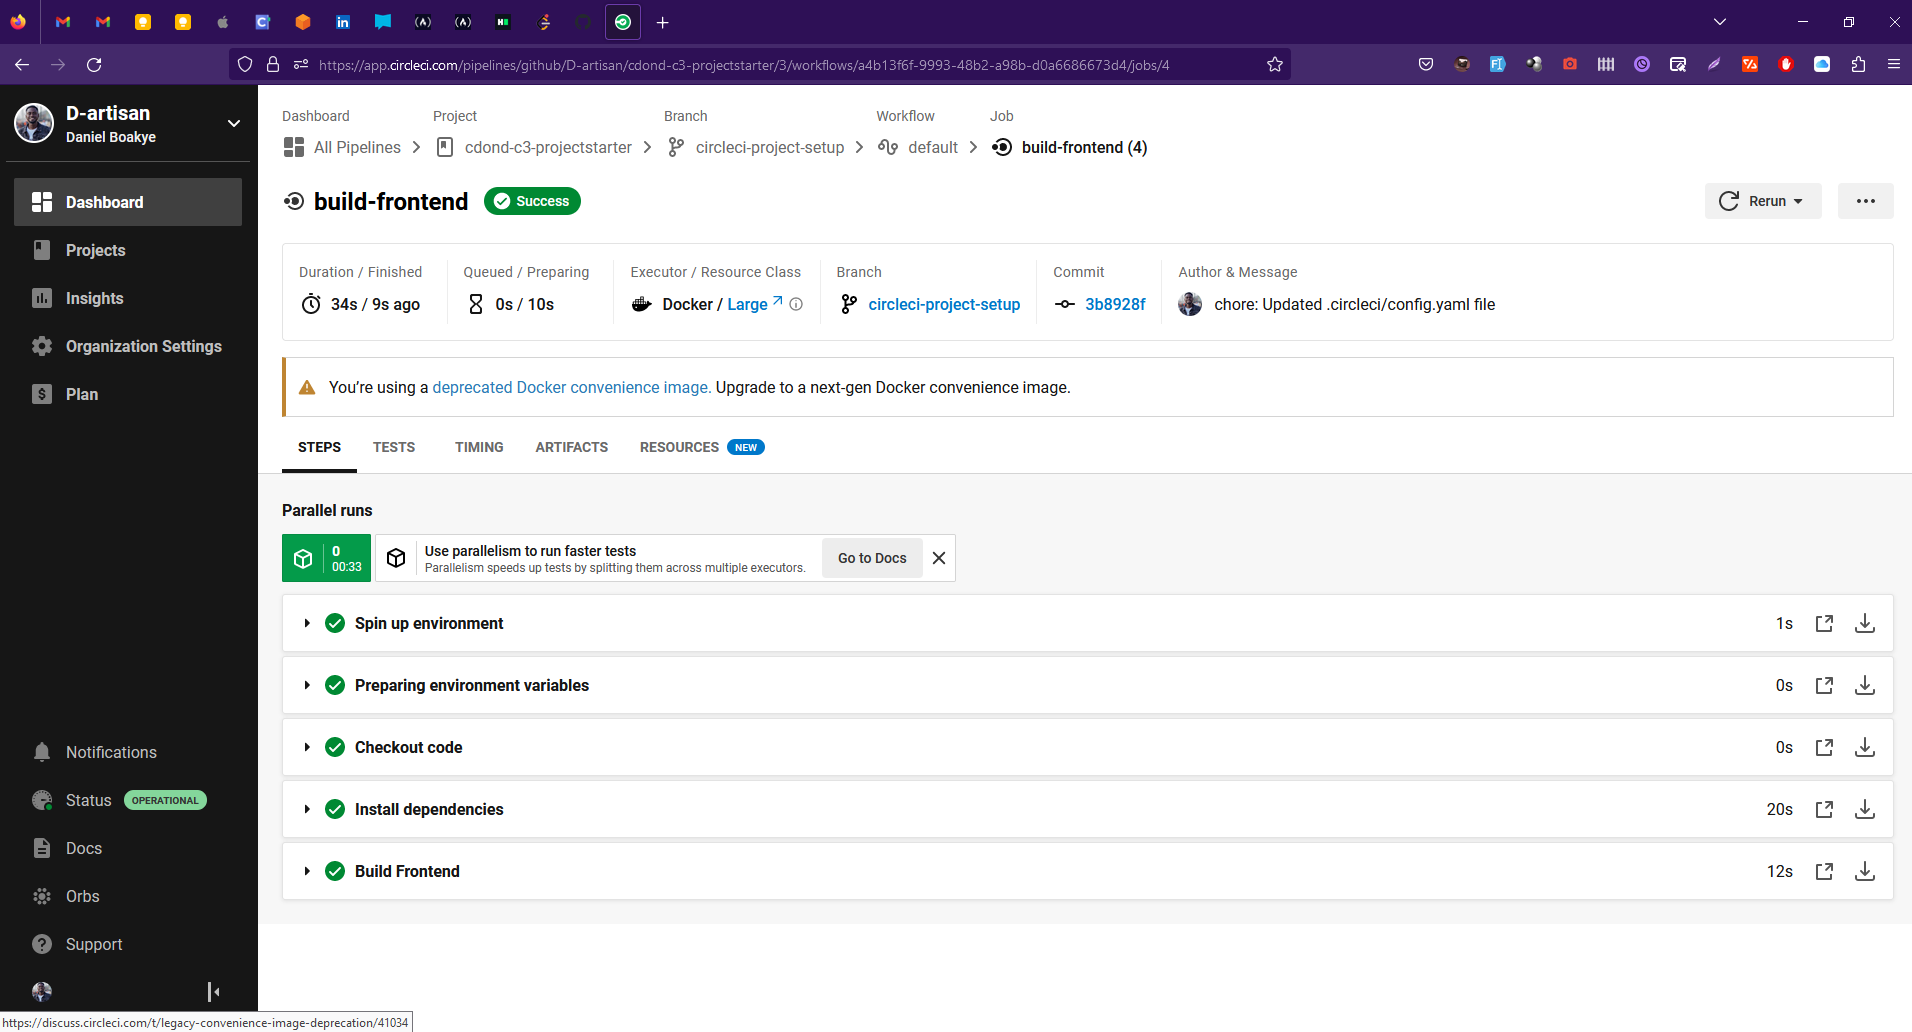 https://app.circleci.com/pipelines/github/D-artisan/cdond-c3-projectstarter/3/workflows/a4b13f6f-9993-48b2-a98b-d0a6686673d4/jobs/4
D-artisan
Daniel Boakye
Dashboard
Projects
Insights
Organization Settings
Plan
Notifications
Status OPERATIONAL
Docs
Orbs
Support
Dashboard Project Branch Workflow Job
All Pipelines cdond-c3-projectstarter circleci-project-setup default build-frontend (4)
build-frontend Success Rerun
Duration / Finished Queued / Preparing Executor / Resource Class Branch Commit Author & Message
34s / 9s ago 0s / 10s Docker / Large circleci-project-setup 3b8928f chore: Updated .circleci/config.yaml file
You’re using a deprecated Docker convenience image. Upgrade to a next-gen Docker convenience image.
STEPS TESTS TIMING ARTIFACTS RESOURCES NEW
Parallel runs
0
00:33
Use parallelism to run faster tests
Parallelism speeds up tests by splitting them across multiple executors.
Go to Docs
Spin up environment 1s
Preparing environment variables 0s
Checkout code 0s
Install dependencies 20s
Build Frontend 12s
https://discuss.circleci.com/t/legacy-convenience-image-deprecation/41034